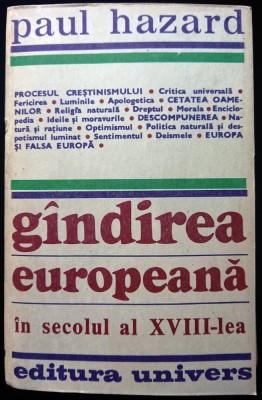 paul hazard
PROCESUL CREȘTINISMULUI • Critica universală •
Fericirea • Luminile • Apologetica • CETATEA OAME-
NILOR • Religia naturală • Dreptul • Morala • Enciclo-
pedia • Ideile și moravurile • DESCOMPUNEREA • Na-
tură și rațiune • Optimismul • Politica naturală și des-
potismul luminat • Sentimentul • Deismele • EUROPA
ȘI FALSA EUROPĂ •
gîndirea
europeană
în secolul al XVIII-lea
editura univers